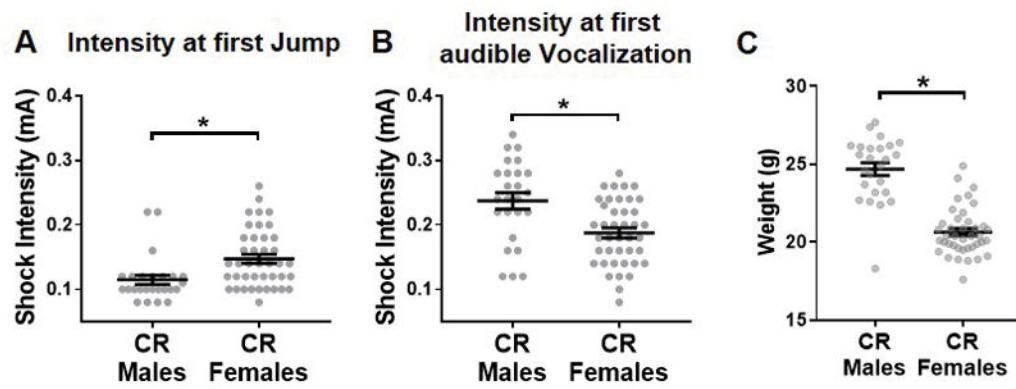 A Intensity at first Jump
Shock Intensity (mA)
0.4
0.3
0.2
0.1
*
CR Males
CR Females
B Intensity at first
audible Vocalization
Shock Intensity (mA)
0.4
0.3
0.2
0.1
*
CR Males
CR Females
C
Weight (g)
30
25
20
15
*
CR Males
CR Females